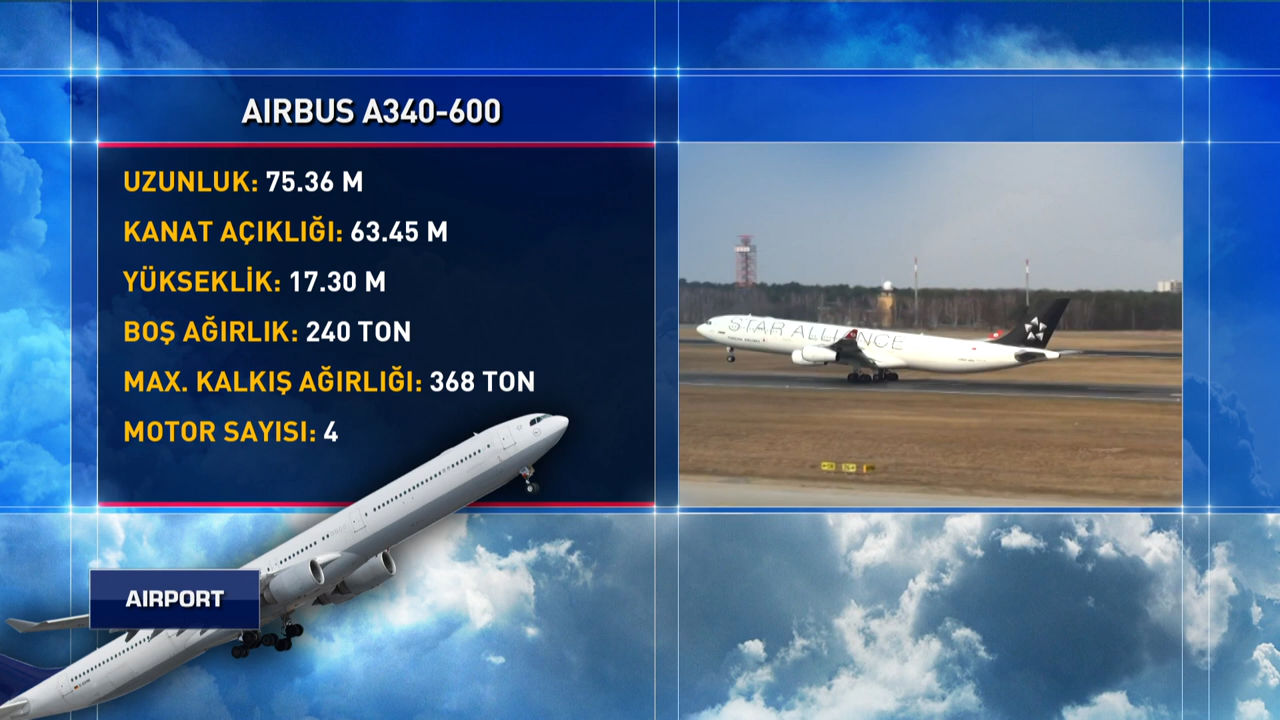 AIRBUS A340-600
UZUNLUK: 75.36 M
KANAT AÇIKLIĞI: 63.45 M
YÜKSEKLİK: 17.30 M
BOŞ AĞIRLIK: 240 TON
MAX. KALKIŞ AĞIRLIĞI: 368 TON
MOTOR SAYISI: 4
STAR ALLIANCE
AIRPORT